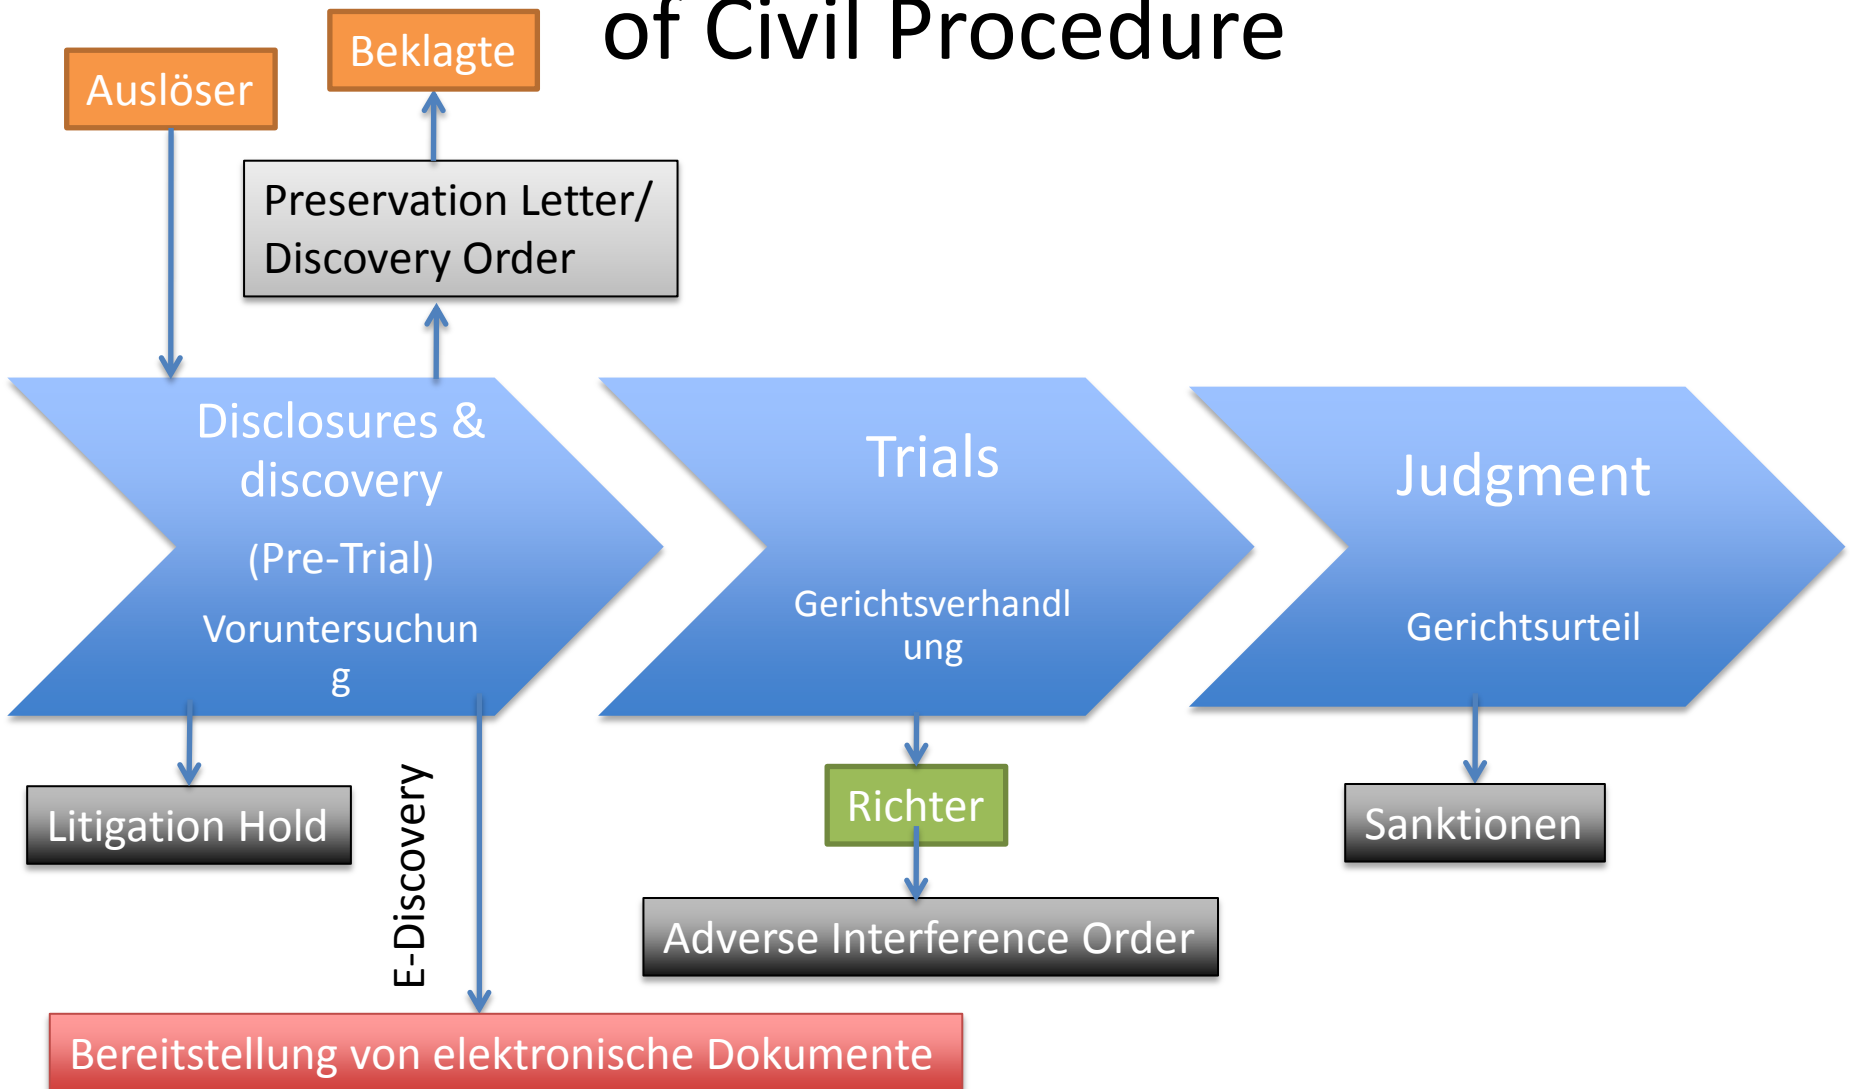 of Civil Procedure
Beklagte
Auslöser
Preservation Letter/
Discovery Order
Disclosures &
discovery
(Pre-Trial)
Voruntersuchun
g
Trials
Gerichtsverhandl
ung
Judgment
Gerichtsurteil
Litigation Hold
E-Discovery
Richter
Sanktionen
Adverse Interference Order
Bereitstellung von elektronische Dokumente